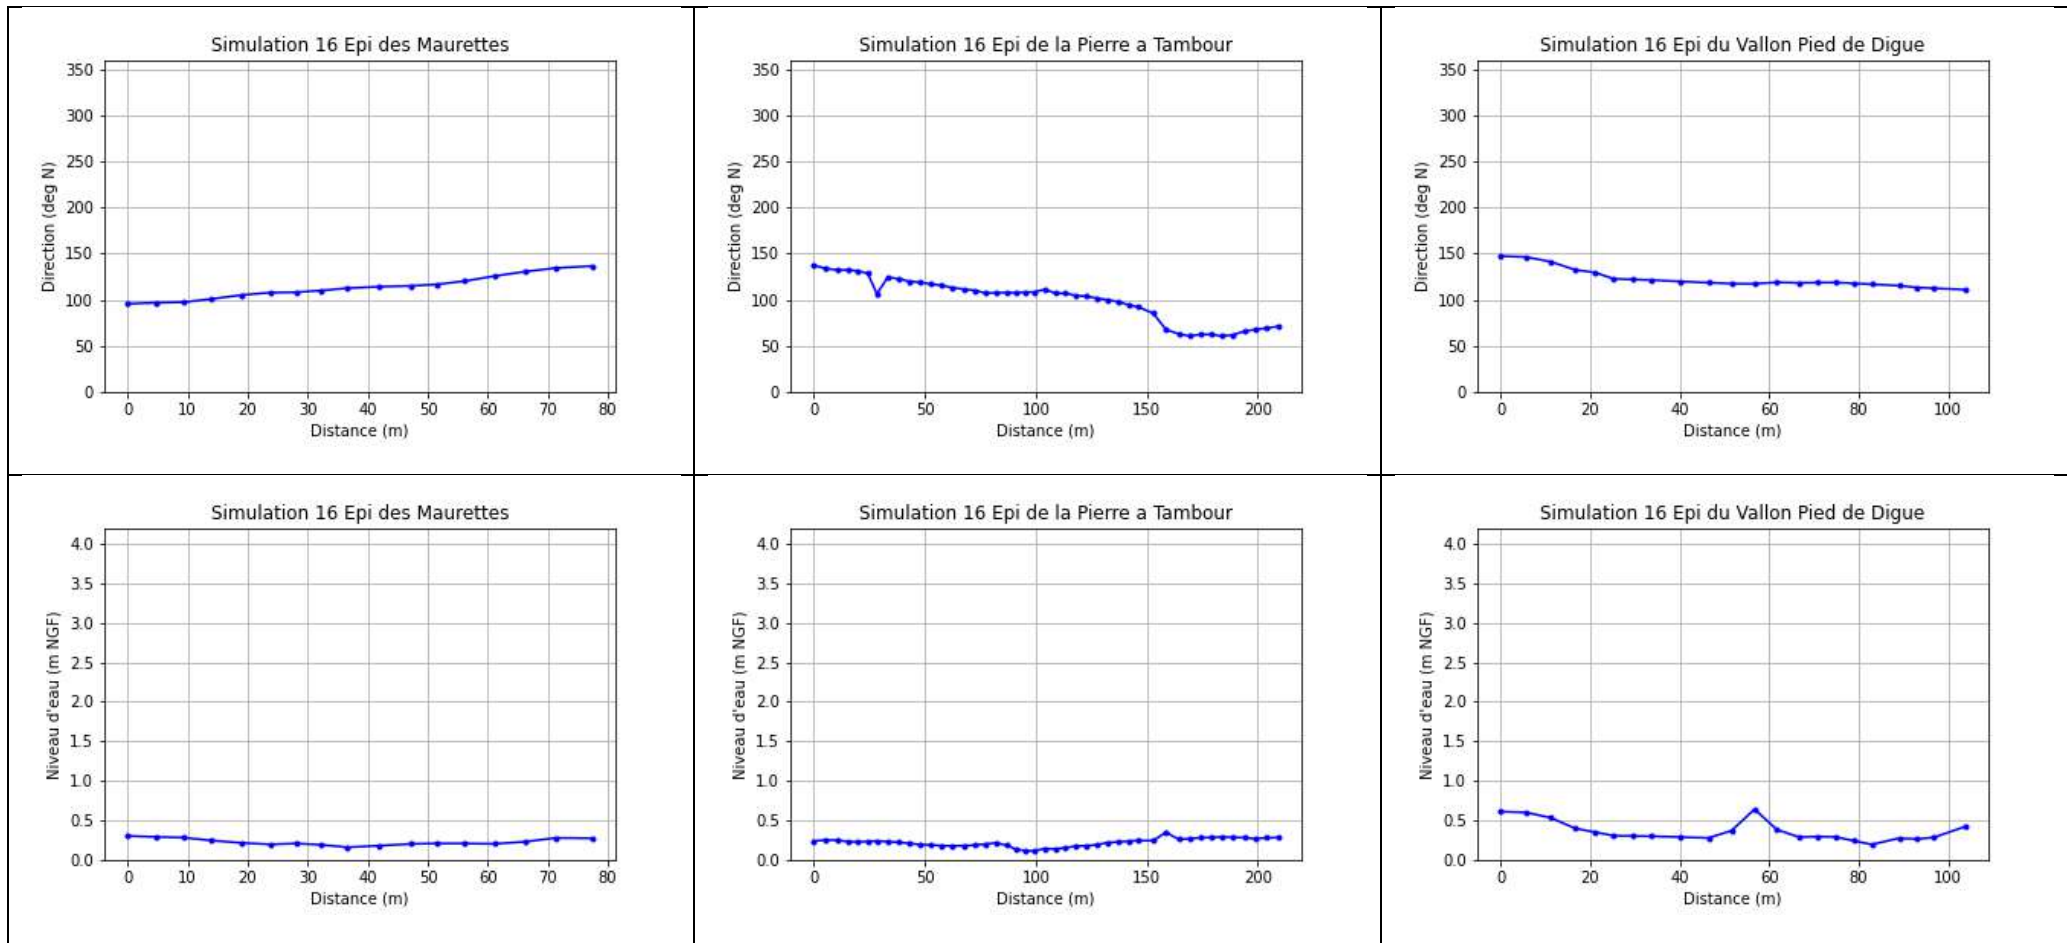 Simulation 16 Epi des Maurettes
350
300
250
200
150
100
50
0
Direction (deg N)
0 10 20 30 40 50 60 70 80
Distance (m)
Simulation 16 Epi de la Pierre a Tambour
350
300
250
200
150
100
50
0
Direction (deg N)
0 50 100 150 200
Distance (m)
Simulation 16 Epi du Vallon Pied de Digue
350
300
250
200
150
100
50
0
Direction (deg N)
0 20 40 60 80 100
Distance (m)
Simulation 16 Epi des Maurettes
4.0
3.5
3.0
2.5
2.0
1.5
1.0
0.5
0.0
Niveau d'eau (m NGF)
0 10 20 30 40 50 60 70 80
Distance (m)
Simulation 16 Epi de la Pierre a Tambour
4.0
3.5
3.0
2.5
2.0
1.5
1.0
0.5
0.0
Niveau d'eau (m NGF)
0 50 100 150 200
Distance (m)
Simulation 16 Epi du Vallon Pied de Digue
4.0
3.5
3.0
2.5
2.0
1.5
1.0
0.5
0.0
Niveau d'eau (m NGF)
0 20 40 60 80 100
Distance (m)